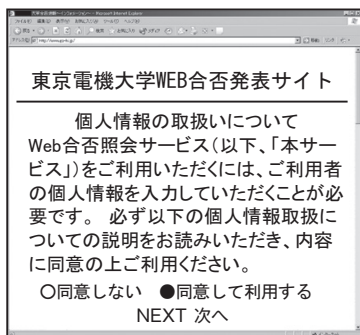 東京電機大学WEB合否発表サイト
個人情報の取扱いについて
Web合否照会サービス（以下、「本サー
ビス」）をご利用いただくには、ご利用者
の個人情報を入力していただくことが必
要です。 必ず以下の個人情報取扱に
ついての説明をお読みいただき、内容
に同意の上ご利用ください。
○同意しない ●同意して利用する
NEXT 次へ